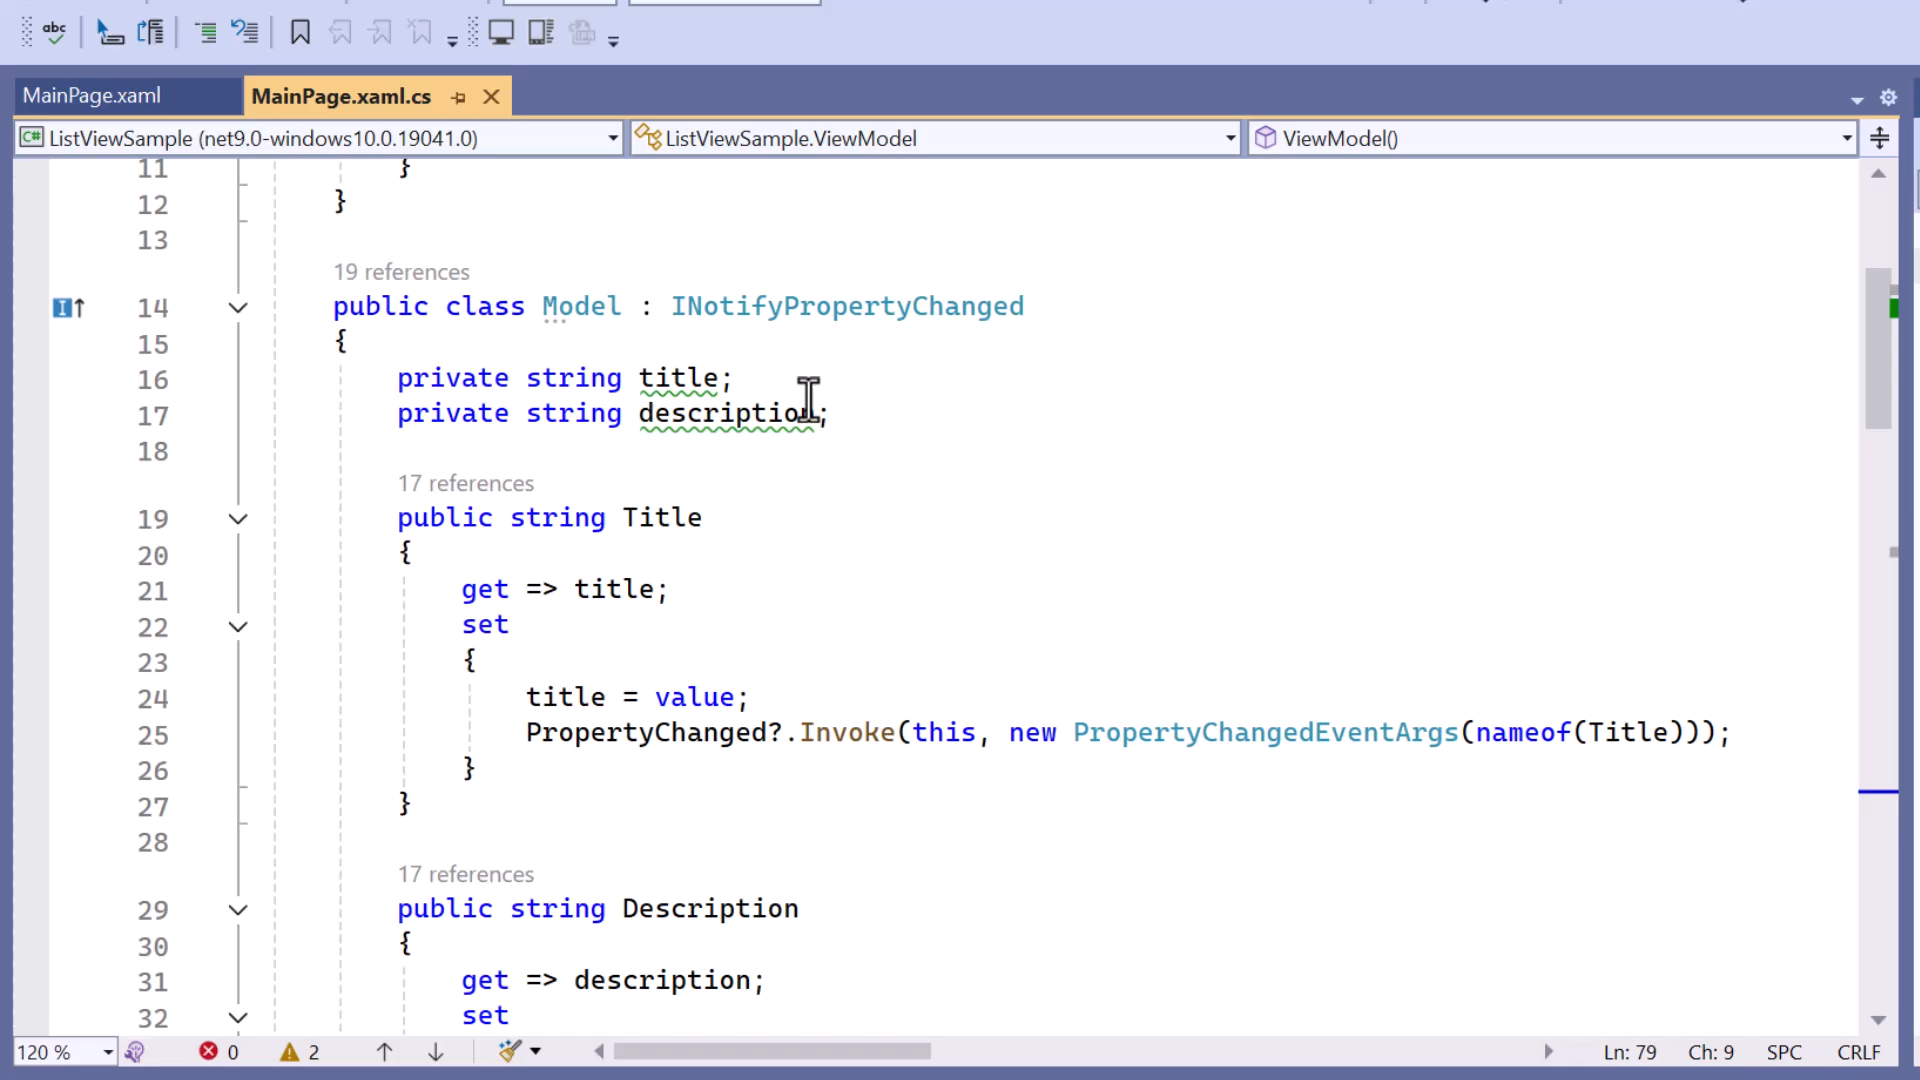 abc
MainPage.xaml
MainPage.xaml.cs
C# ListViewSample (net9.0-windows10.0.19041.0)
ListViewSample.ViewModel
ViewModel()
11 }
12 }
13
19 references
14 public class Model : INotifyPropertyChanged
15 {
16 private string title;
17 private string description;
18
17 references
19 public string Title
20 {
21 get => title;
22 set
23 {
24 title = value;
25 PropertyChanged?.Invoke(this, new PropertyChangedEventArgs(nameof(Title)));
26 }
27 }
28
17 references
29 public string Description
30 {
31 get => description;
32 set
120 % 0 2 Ln: 79 Ch: 9 SPC CRLF